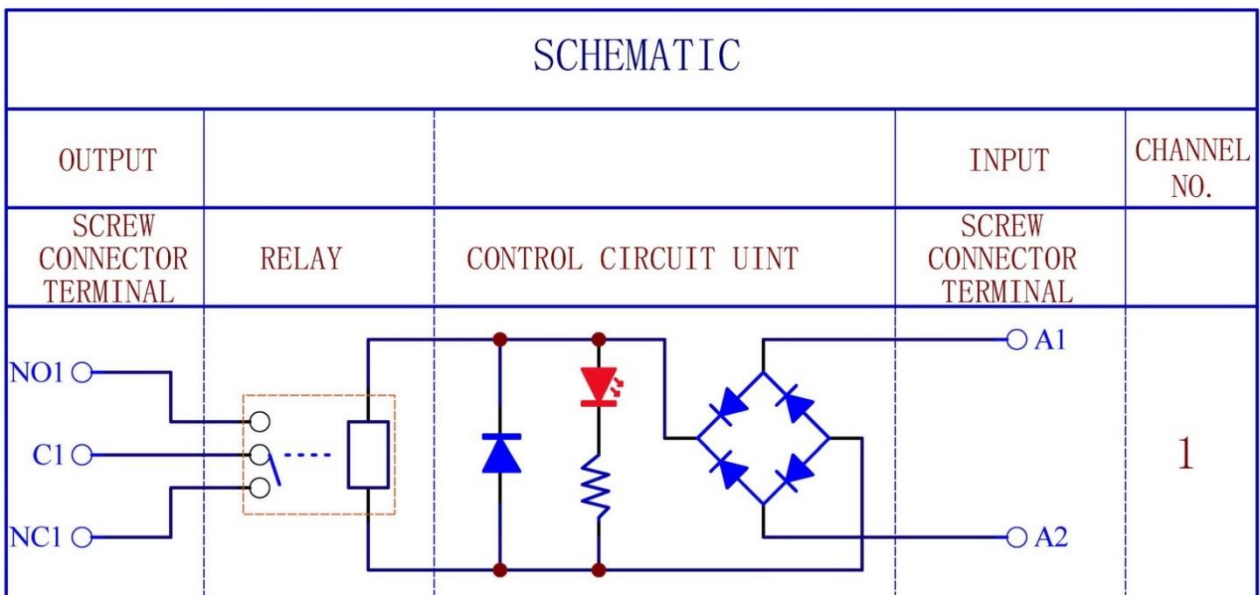 SCHEMATIC
OUTPUT
INPUT
CHANNEL
NO.
SCREW
CONNECTOR
TERMINAL
RELAY
CONTROL CIRCUIT UINT
SCREW
CONNECTOR
TERMINAL
NO1
C1
NC1
A1
A2
1